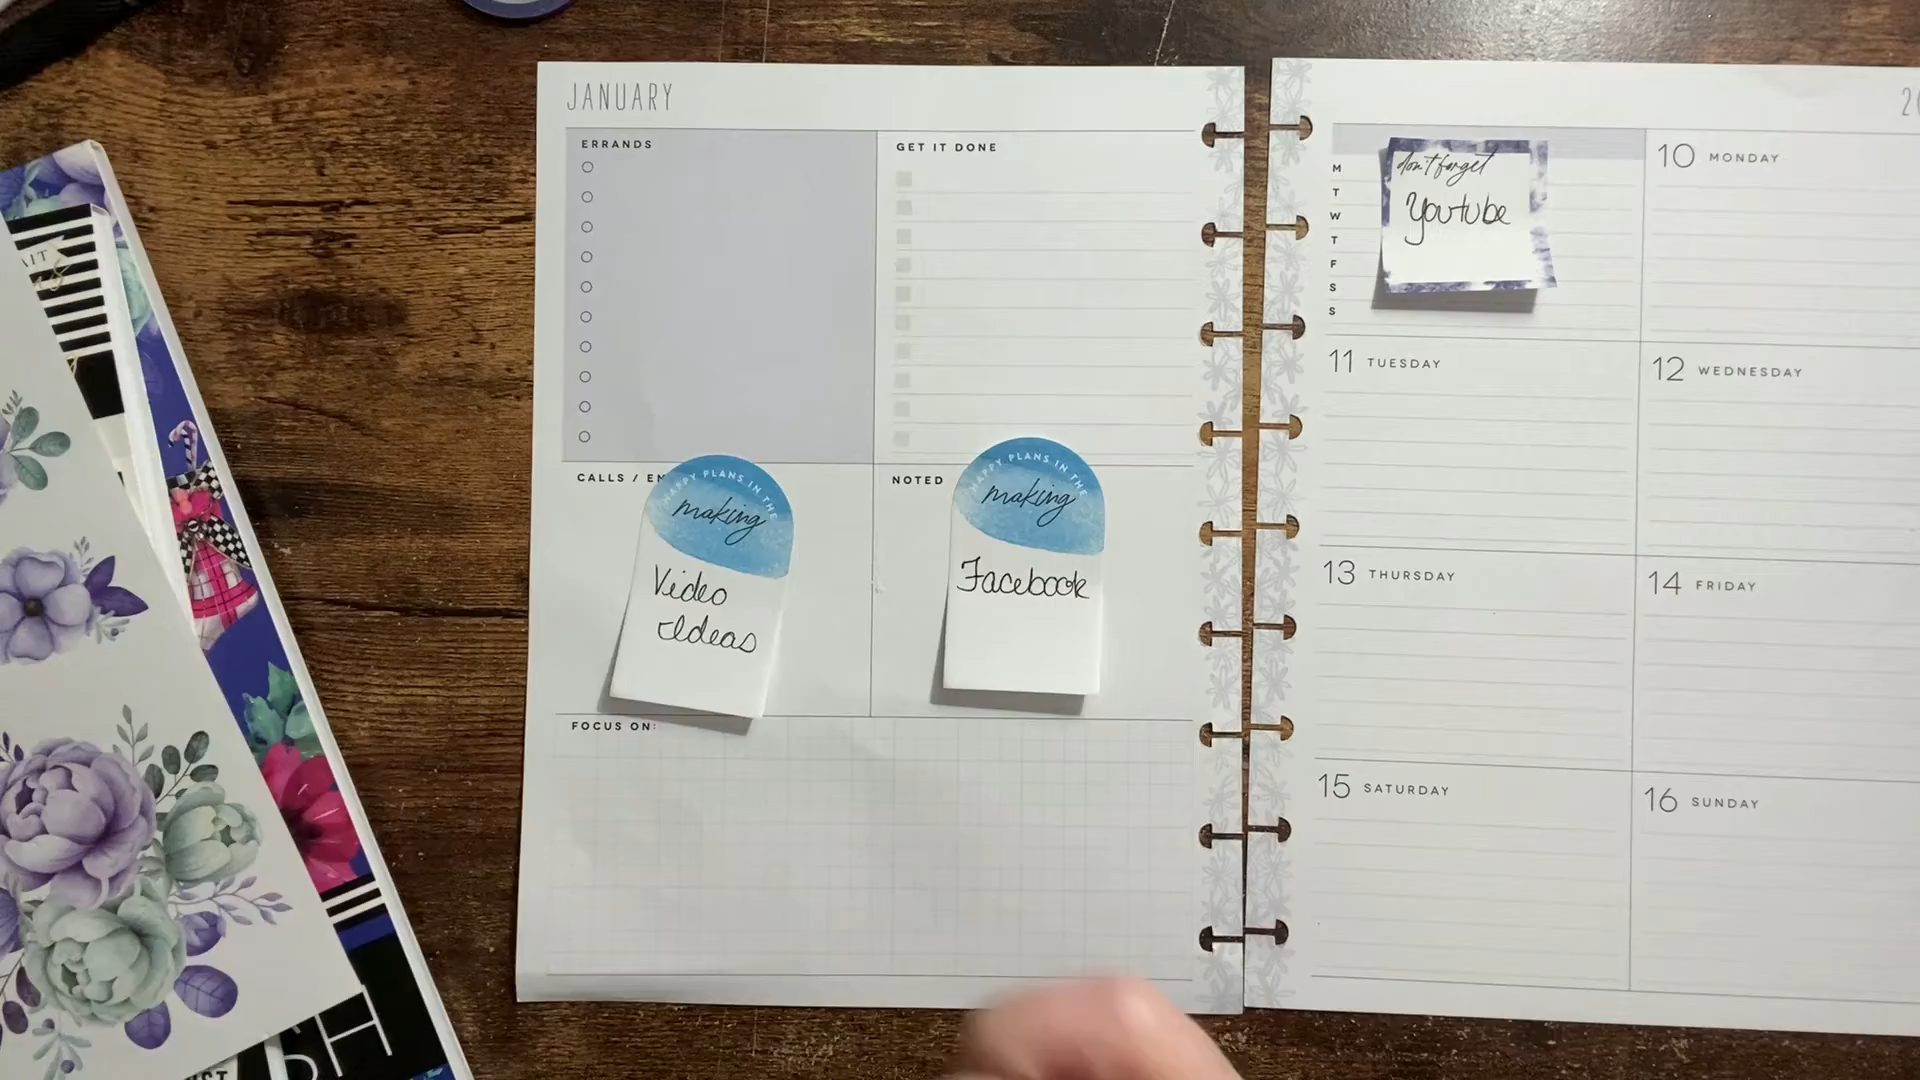 JANUARY
ERRANDS
GET IT DONE
CALLS /
HAPPY PLANS IN THE
making
Video
Ideas
NOTED
HAPPY PLANS IN THE
making
Facebook
FOCUS ON:
M
T
W
T
F
S
S
don't forget
Youtube
10 MONDAY
11 TUESDAY
12 WEDNESDAY
13 THURSDAY
14 FRIDAY
15 SATURDAY
16 SUNDAY